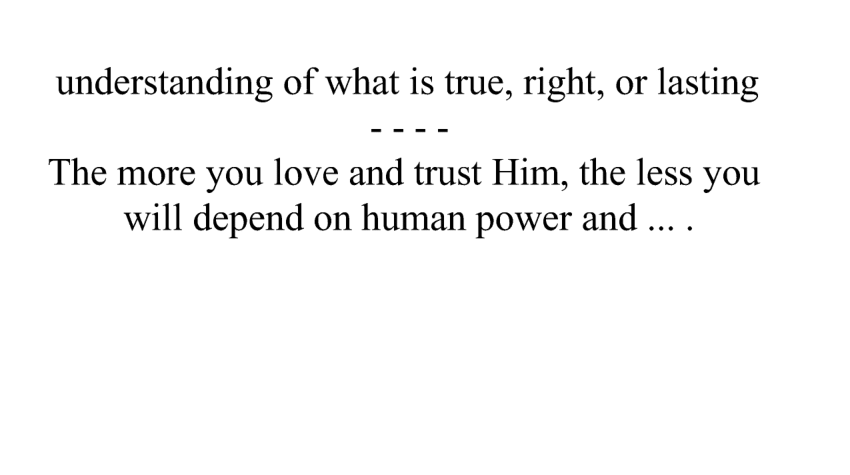 understanding of what is true, right, or lasting
- - - -
The more you love and trust Him, the less you
will depend on human power and ... .